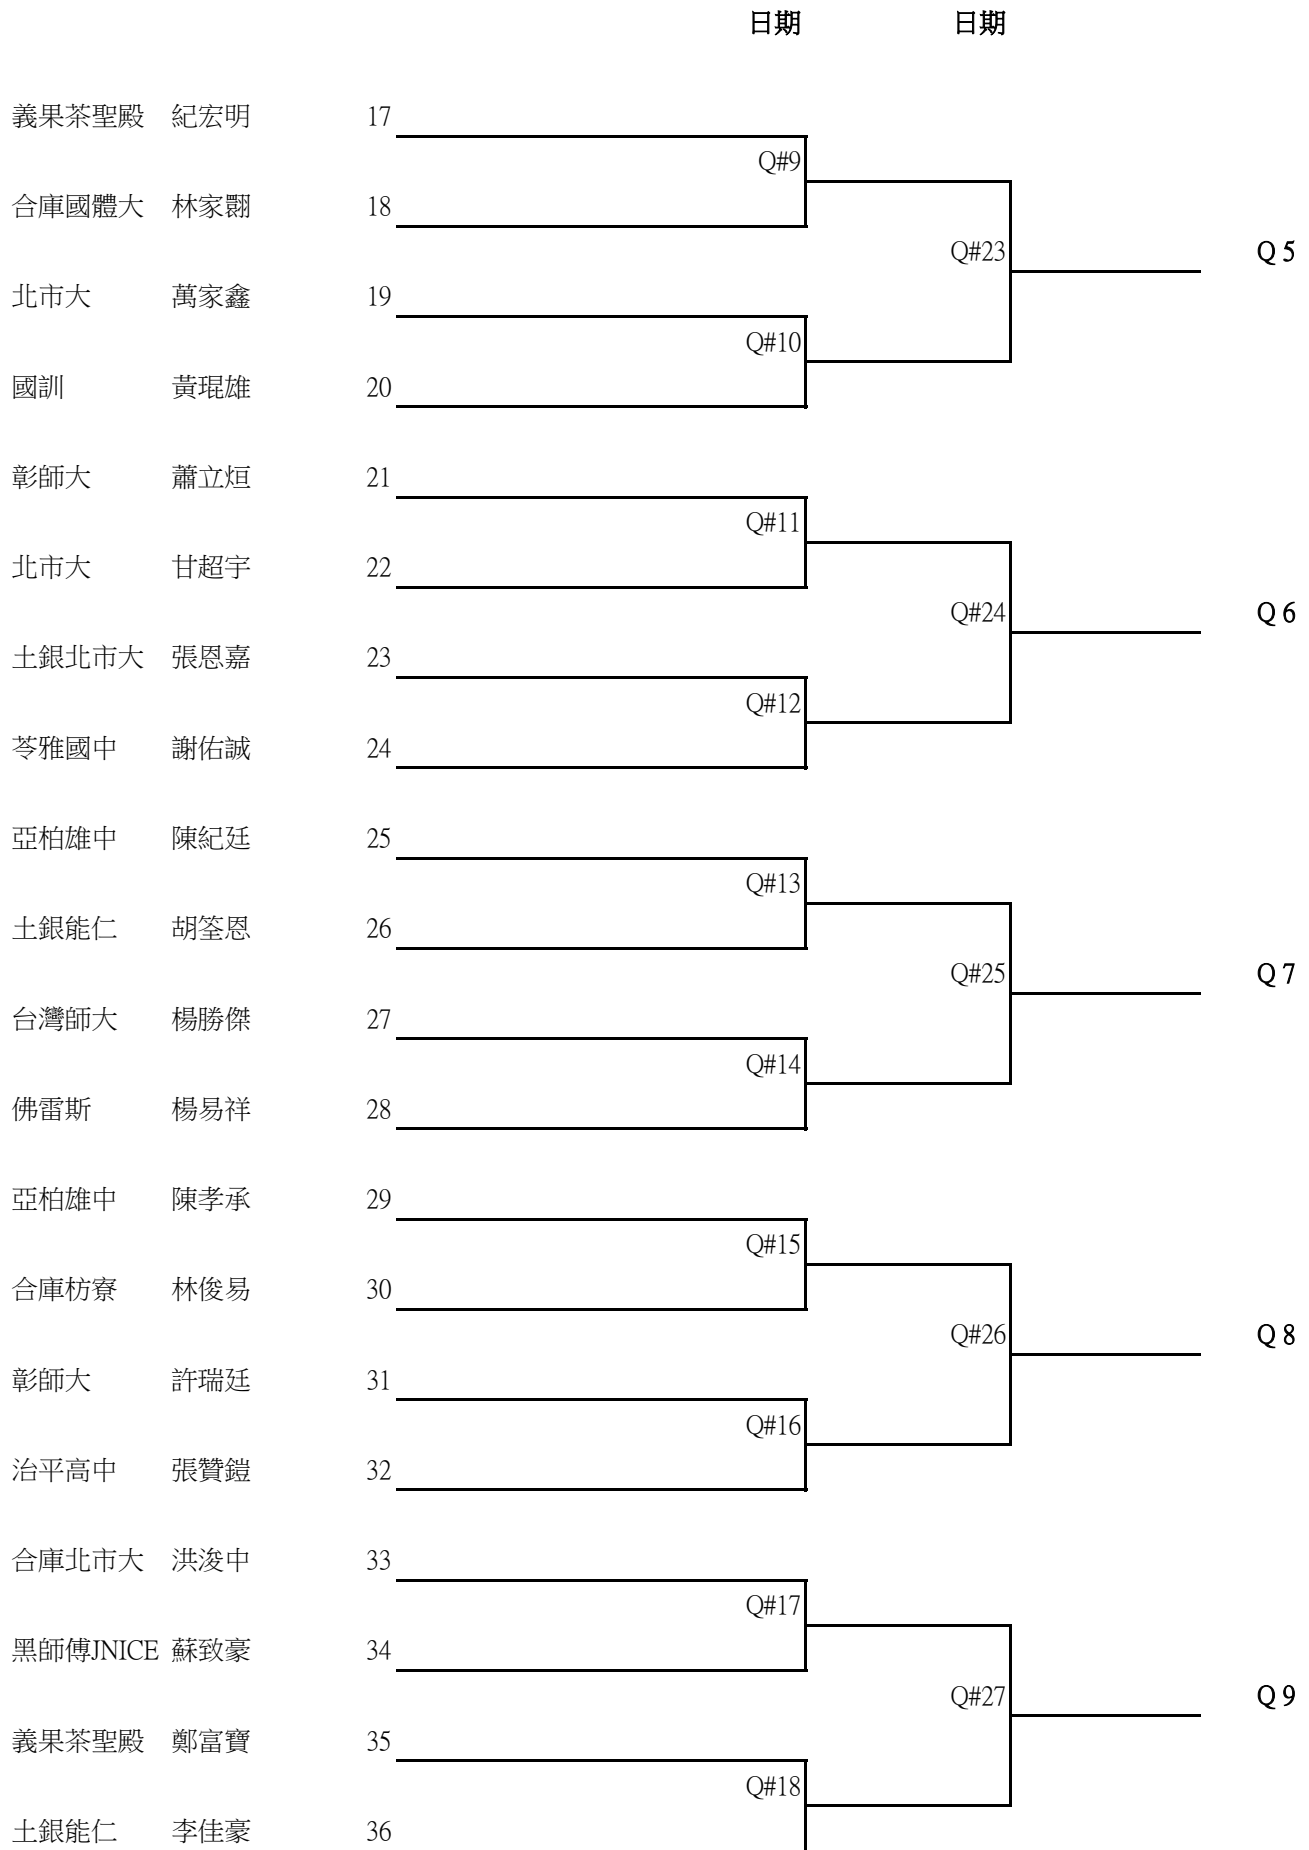 日期 日期
義果茶聖殿 紀宏明 17
Q#9
合庫國體大 林家翾 18
Q#23 Q 5
北市大 萬家鑫 19
Q#10
國訓 黃琨雄 20
彰師大 蕭立烜 21
Q#11
北市大 甘超宇 22
Q#24 Q 6
土銀北市大 張恩嘉 23
Q#12
苓雅國中 謝佑誠 24
亞柏雄中 陳紀廷 25
Q#13
土銀能仁 胡筌恩 26
Q#25 Q 7
台灣師大 楊勝傑 27
Q#14
佛雷斯 楊易祥 28
亞柏雄中 陳孝承 29
Q#15
合庫枋寮 林俊易 30
Q#26 Q 8
彰師大 許瑞廷 31
Q#16
治平高中 張贊鎧 32
合庫北市大 洪浚中 33
Q#17
黑師傅JNICE 蘇致豪 34
Q#27 Q 9
義果茶聖殿 鄭富寶 35
Q#18
土銀能仁 李佳豪 36